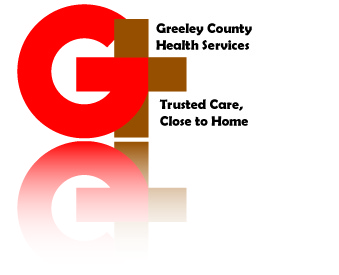 G
Greeley County
Health Services
Trusted Care,
Close to Home